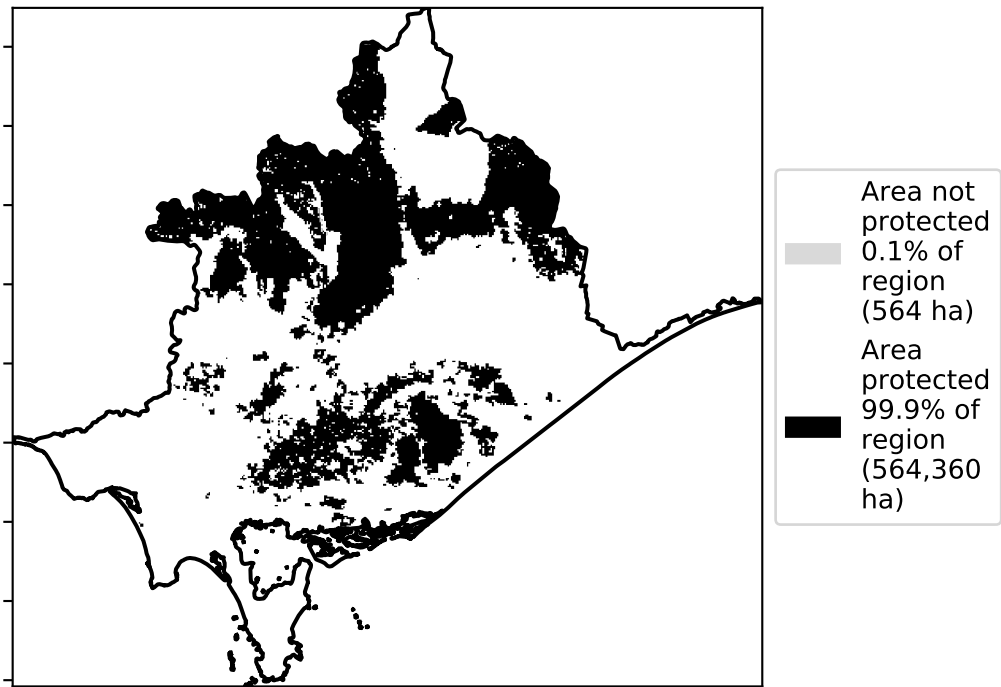 Area not
protected
0.1% of
region
(564 ha)
Area
protected
99.9% of
region
(564,360
ha)